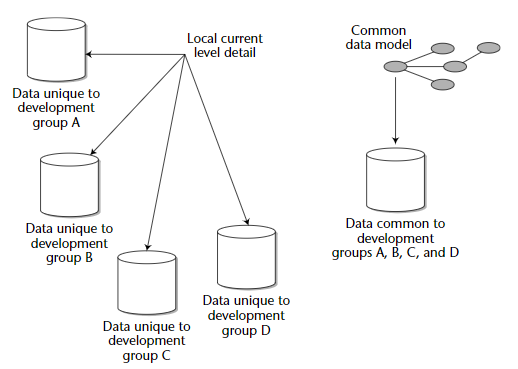 Local current
level detail
Common
data model
Data unique to
development
group A
Data unique to
development
group B
Data unique to
development
group C
Data unique to
development
group D
Data common to
development
groups A, B, C, and D